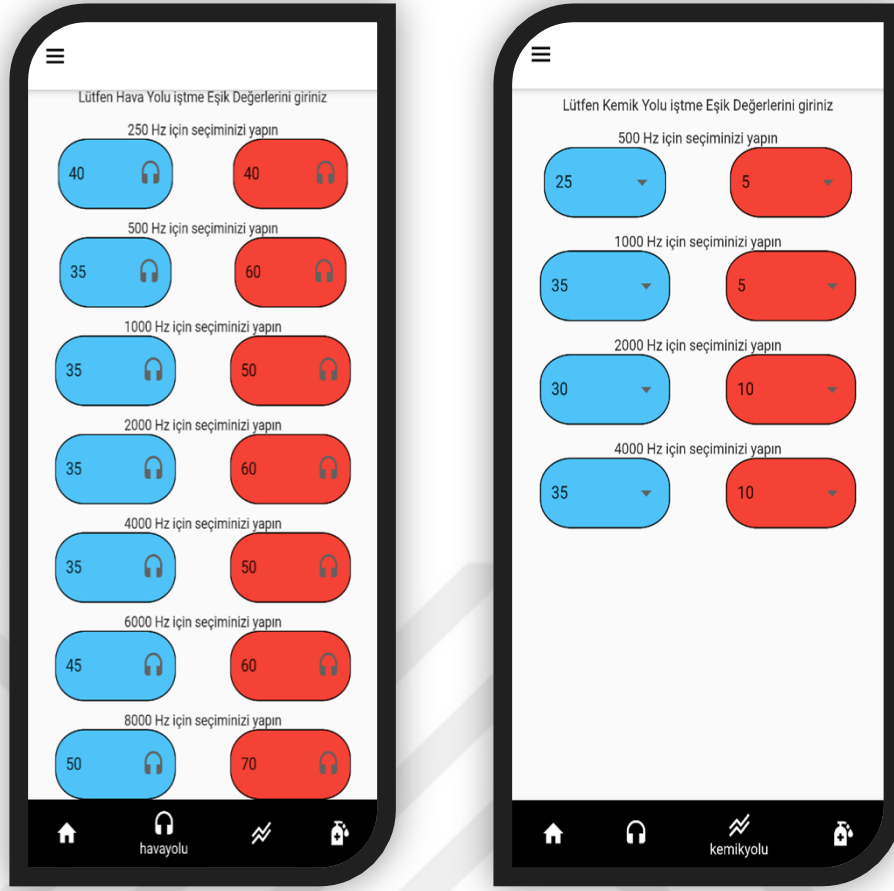 Lütfen Hava Yolu iştme Eşik Değerlerini giriniz
250 Hz için seçiminizi yapın
40 40
500 Hz için seçiminizi yapın
35 60
1000 Hz için seçiminizi yapın
35 50
2000 Hz için seçiminizi yapın
35 60
4000 Hz için seçiminizi yapın
35 50
6000 Hz için seçiminizi yapın
45 60
8000 Hz için seçiminizi yapın
50 70
havayolu
Lütfen Kemik Yolu iştme Eşik Değerlerini giriniz
500 Hz için seçiminizi yapın
25 5
1000 Hz için seçiminizi yapın
35 5
2000 Hz için seçiminizi yapın
30 10
4000 Hz için seçiminizi yapın
35 10
kemikyolu